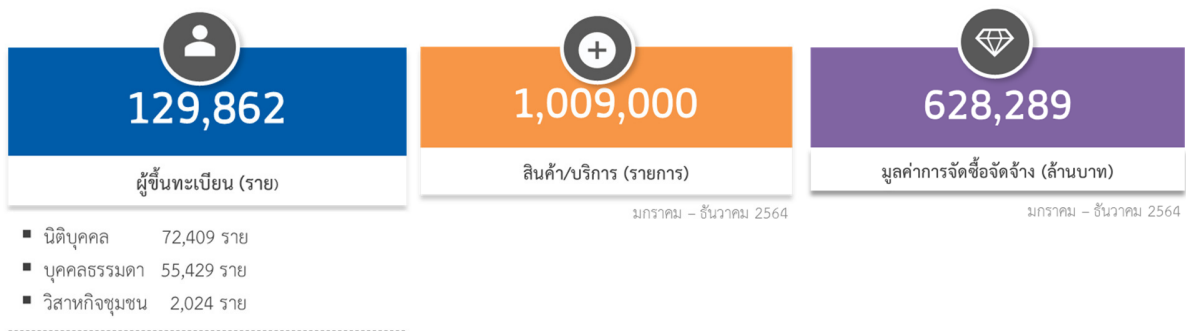 129,862
ผู้ขึ้นทะเบียน (ราย)
นิติบุคคล 72,409 ราย
บุคคลธรรมดา 55,429 ราย
วิสาหกิจชุมชน 2,024 ราย
1,009,000
สินค้า/บริการ (รายการ)
มกราคม – ธันวาคม 2564
628,289
มูลค่าการจัดซื้อจัดจ้าง (ล้านบาท)
มกราคม – ธันวาคม 2564